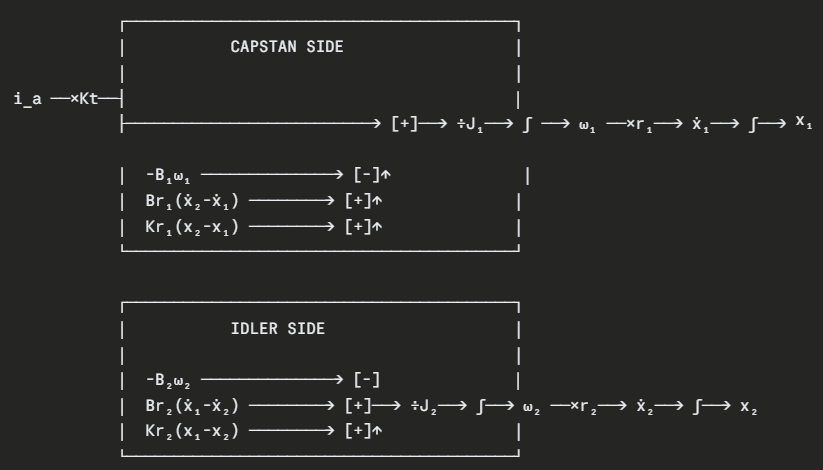 CAPSTAN SIDE
i_a ──×Kt──
[+]──→ ÷J₁──→ ∫ ──→ ω₁ ──×r₁──→ ẋ₁──→ ∫──→ x₁
-B₁ω₁ ──────────────→ [-]↑
Br₁(ẋ₂-ẋ₁) ────────→ [+]↑
Kr₁(x₂-x₁) ────────→ [+]↑
IDLER SIDE
-B₂ω₂ ──────────────→ [-]
Br₂(ẋ₁-ẋ₂) ────────→ [+]──→ ÷J₂──→ ∫──→ ω₂ ──×r₂──→ ẋ₂──→ ∫──→ x₂
Kr₂(x₁-x₂) ────────→ [+]↑